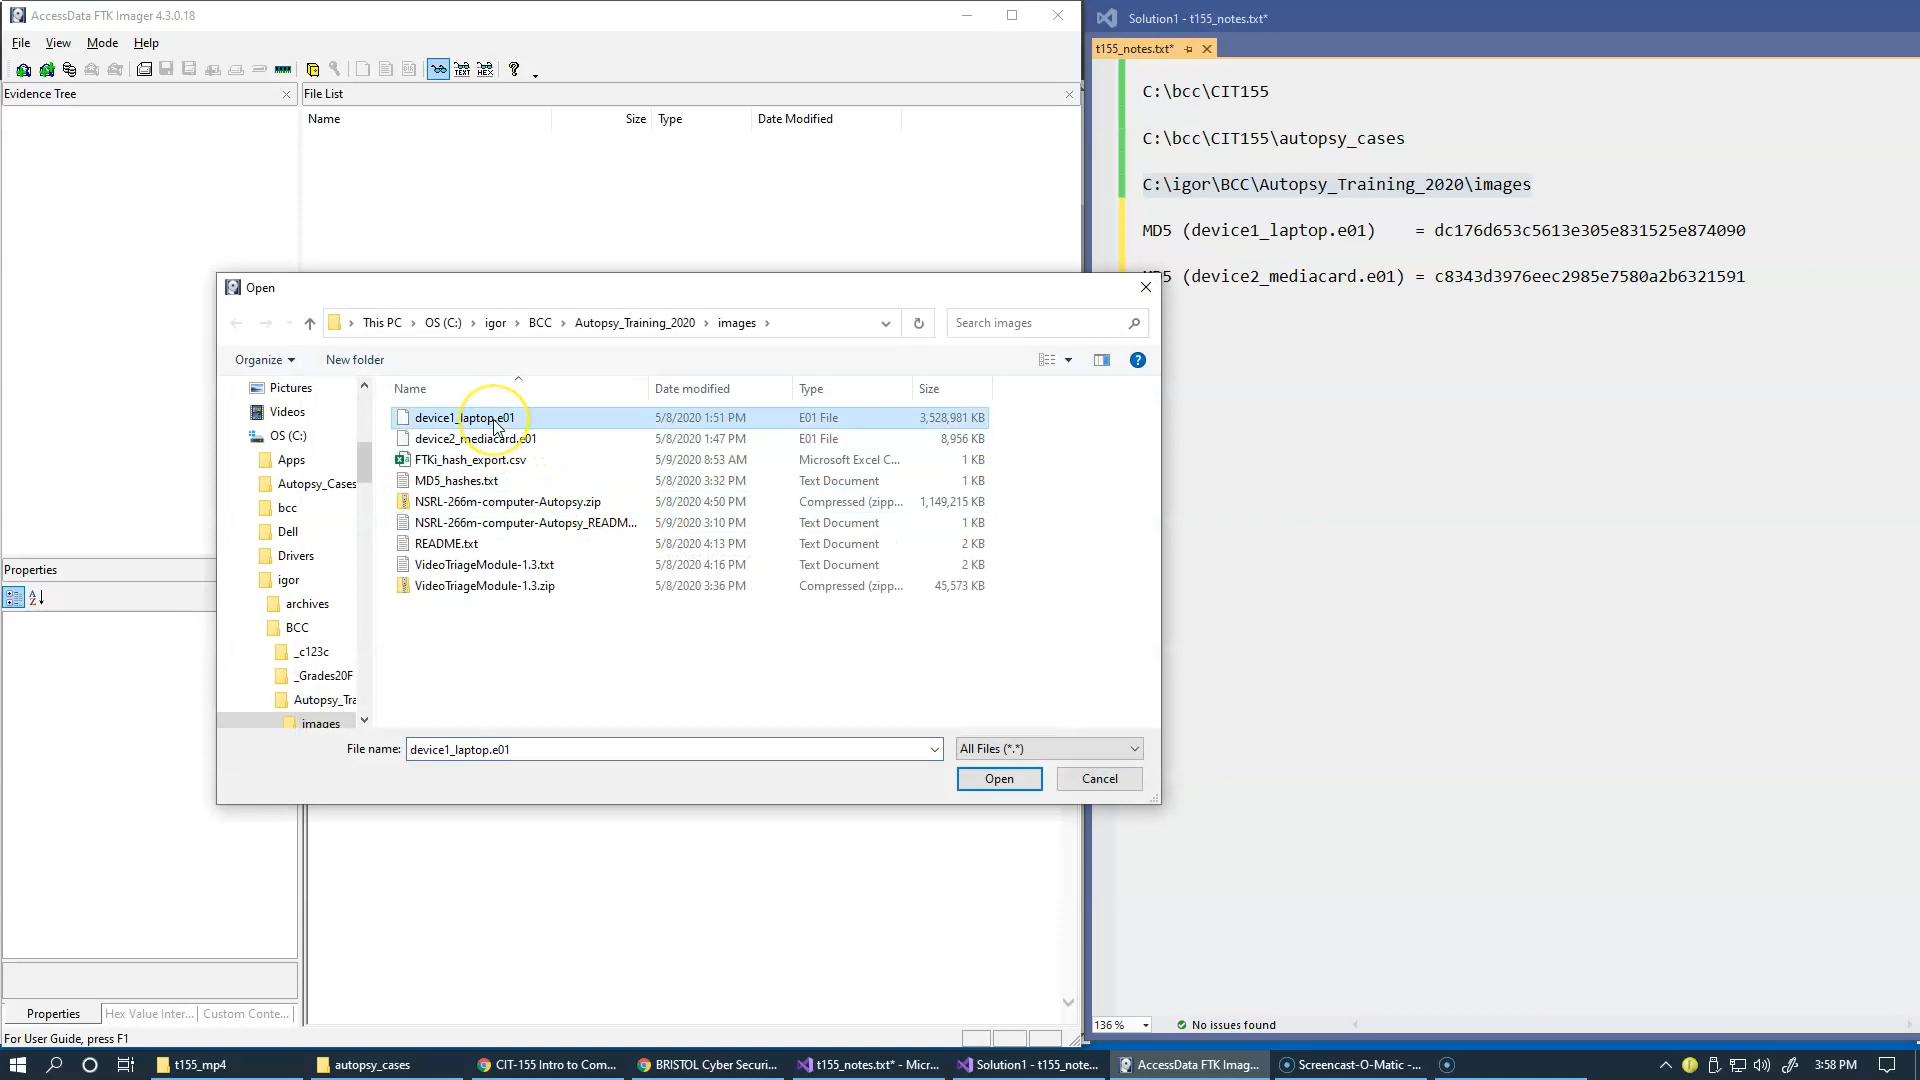 AccessData FTK Imager 4.3.0.18
File View Mode Help
Evidence Tree
File List
Name Size Type Date Modified
Properties
Properties Hex Value Inter... Custom Conte...
For User Guide, press F1
Open
This PC OS (C:) igor BCC Autopsy_Training_2020 images
Search images
Organize New folder
Pictures
Videos
OS (C:)
Apps
Autopsy_Cases
bcc
Dell
Drivers
igor
archives
BCC
_c123c
_Grades20F
Autopsy_Tra
images
Name Date modified Type Size
device1_laptop.e01 5/8/2020 1:51 PM E01 File 3,528,981 KB
device2_mediacard.e01 5/8/2020 1:47 PM E01 File 8,956 KB
FTKi_hash_export.csv 5/9/2020 8:53 AM Microsoft Excel C... 1 KB
MD5_hashes.txt 5/8/2020 3:32 PM Text Document 1 KB
NSRL-266m-computer-Autopsy.zip 5/8/2020 4:50 PM Compressed (zipp... 1,149,215 KB
NSRL-266m-computer-Autopsy_READM... 5/9/2020 3:10 PM Text Document 1 KB
README.txt 5/8/2020 4:13 PM Text Document 2 KB
VideoTriageModule-1.3.txt 5/8/2020 4:16 PM Text Document 2 KB
VideoTriageModule-1.3.zip 5/8/2020 3:36 PM Compressed (zipp... 45,573 KB
File name: device1_laptop.e01 All Files (*.*)
Open Cancel
Solution1 - t155_notes.txt*
t155_notes.txt*
C:\bcc\CIT155
C:\bcc\CIT155\autopsy_cases
C:\igor\BCC\Autopsy_Training_2020\images
MD5 (device1_laptop.e01) = dc176d653c5613e305e831525e874090
(device2_mediacard.e01) = c8343d3976eec2985e7580a2b6321591
136 % No issues found
t155_mp4 autopsy_cases CIT-155 Intro to Com... BRISTOL Cyber Securi... t155_notes.txt* - Micr... Solution1 - t155_note... AccessData FTK Imag... Screencast-O-Matic -... 3:58 PM